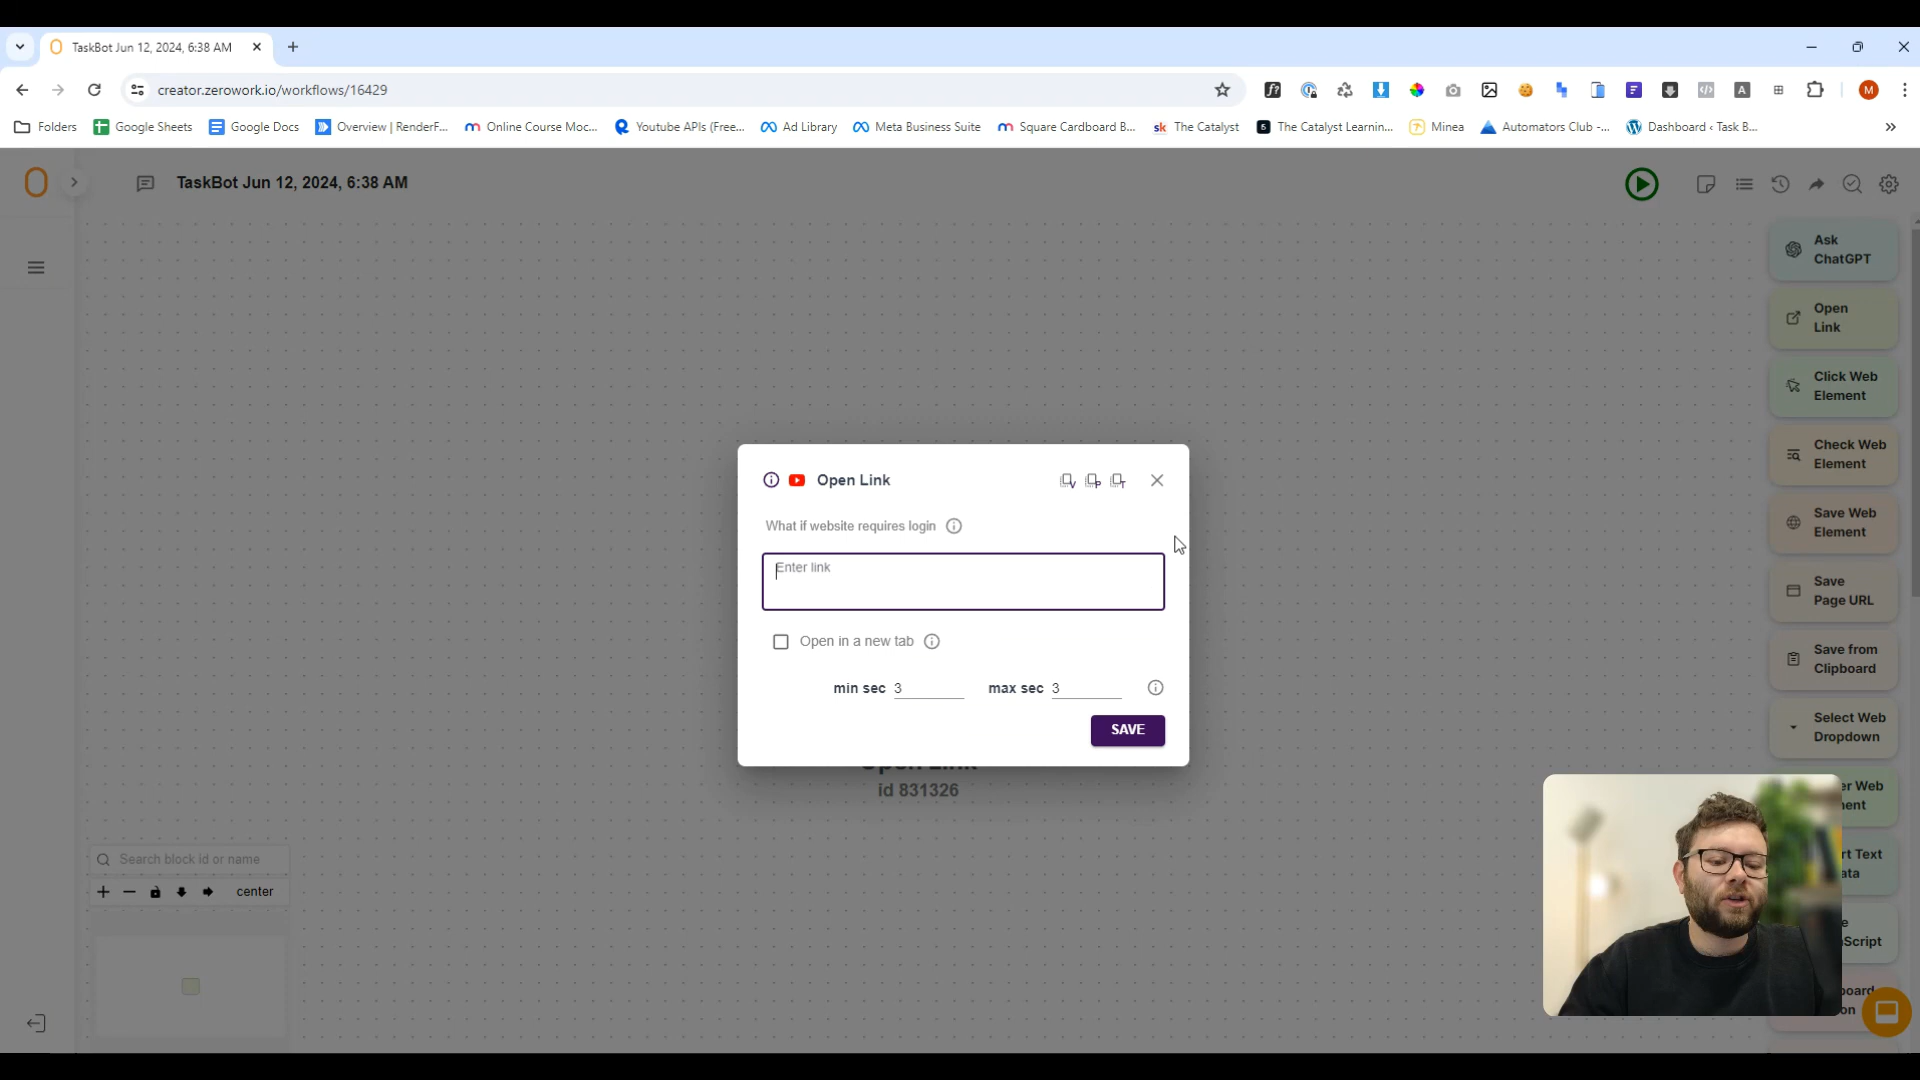 TaskBot Jun 12, 2024, 6:38 AM
creator.zerowork.io/workflows/16429
M
Folders
Google Sheets
Google Docs
Overview | RenderF...
Online Course Moc...
Youtube APIs (Free...
Ad Library
Meta Business Suite
Square Cardboard B...
The Catalyst
The Catalyst Learnin...
Minea
Automators Club -...
Dashboard ‹ Task B...
»
TaskBot Jun 12, 2024, 6:38 AM
Ask
ChatGPT
Open
Link
Click Web
Element
Check Web
Element
Save Web
Element
Save
Page URL
Save from
Clipboard
Select Web
Dropdown
er Web
ent
rt Text
ata
e
Script
board
on
Open Link
V
P
T
What if website requires login
Enter link
Open in a new tab
min sec 3
max sec 3
SAVE
id 831326
Search block id or name
center